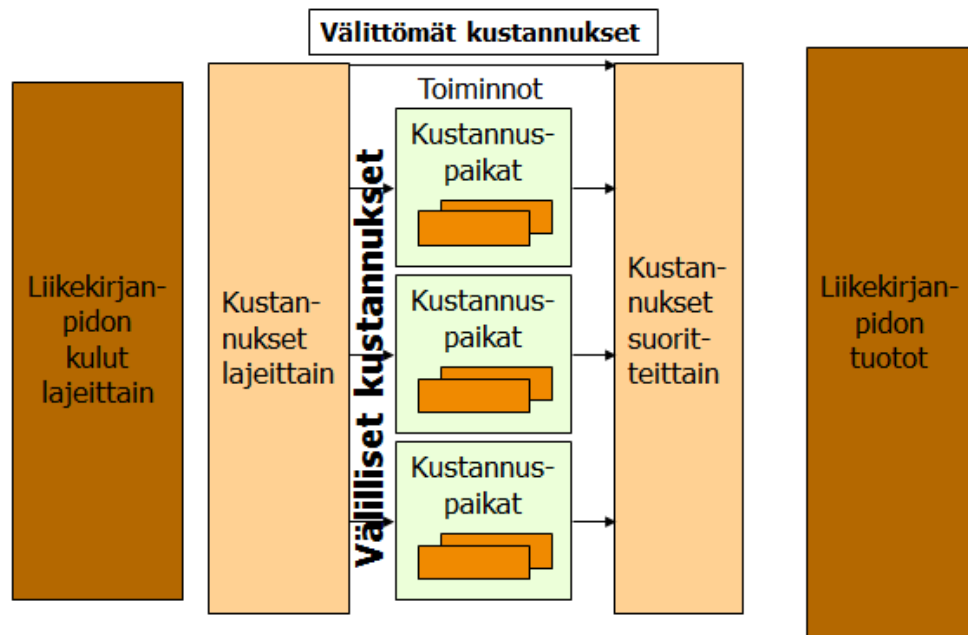 Välittömät kustannukset
Liikekirjan-
pidon
kulut
lajeittain
Kustan-
nukset
lajeittain
Välilliset kustannukset
Toiminnot
Kustannus-
paikat
Kustannus-
paikat
Kustannus-
paikat
Kustan-
nukset
suorit-
teittain
Liikekirjan-
pidon
tuotot